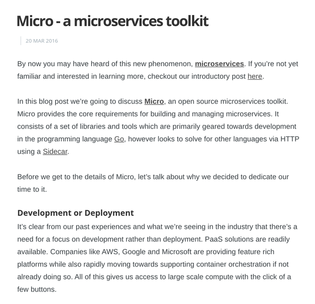 Micro - a microservices toolkit
20 MAR 2016
By now you may have heard of this new phenomenon, microservices. If you're not yet
familiar and interested in learning more, checkout our introductory post here.
In this blog post we're going to discuss Micro, an open source microservices toolkit.
Micro provides the core requirements for building and managing microservices. It
consists of a set of libraries and tools which are primarily geared towards development
in the programming language Go, however looks to solve for other languages via HTTP
using a Sidecar.
Before we get to the details of Micro, let's talk about why we decided to dedicate our
time to it.
Development or Deployment
It's clear from our past experiences and what we're seeing in the industry that there's a
need for a focus on development rather than deployment. PaaS solutions are readily
available. Companies like AWS, Google and Microsoft are providing feature rich
platforms while also rapidly moving towards supporting container orchestration if not
already doing so. All of this gives us access to large scale compute with the click of a
few buttons.